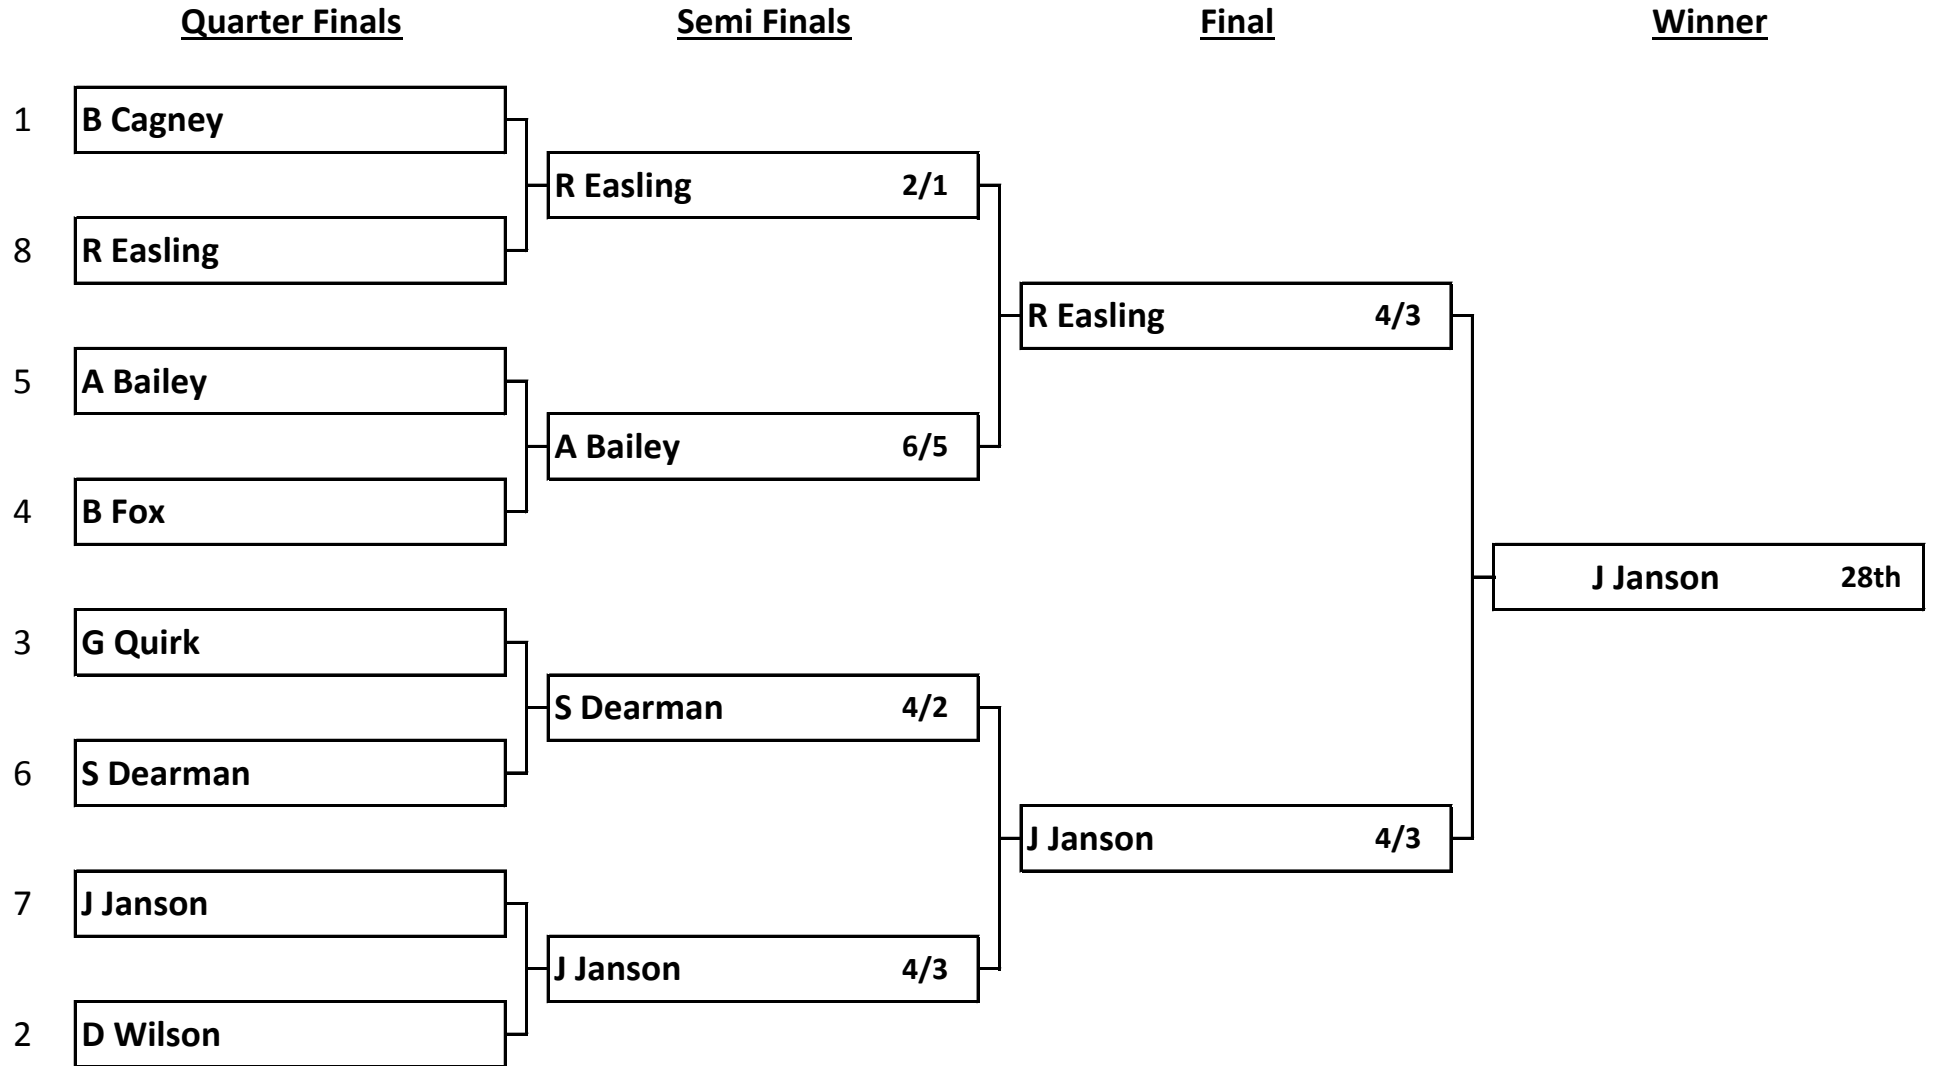 Quarter Finals Semi Finals Final Winner
1 B Cagney
R Easling 2/1
8 R Easling
R Easling 4/3
5 A Bailey
A Bailey 6/5
4 B Fox
J Janson 28th
3 G Quirk
S Dearman 4/2
6 S Dearman
J Janson 4/3
7 J Janson
J Janson 4/3
2 D Wilson